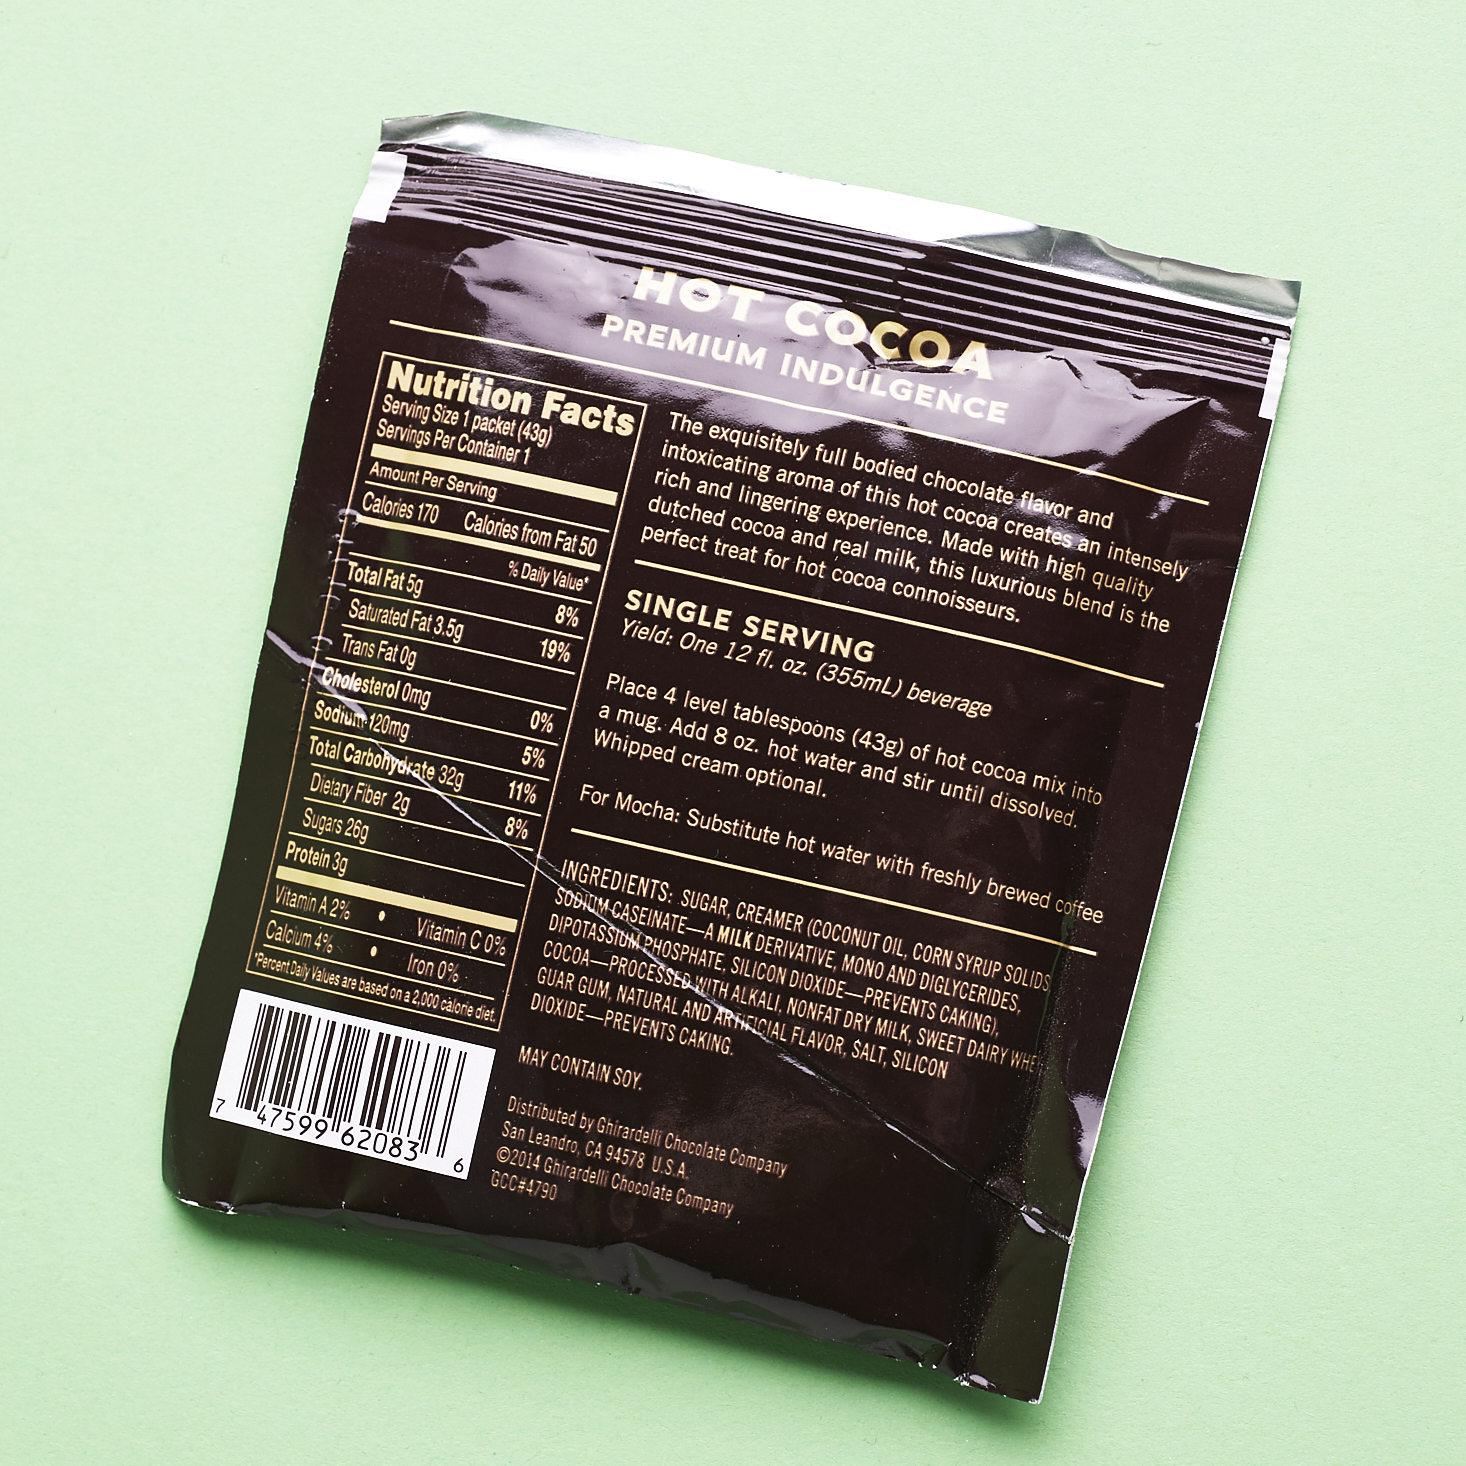 HOT COCOA
PREMIUM INDULGENCE
Nutrition Facts
Serving Size 1 packet (43g)
Servings Per Container 1
Amount Per Serving
Calories 170 Calories from Fat 50
% Daily Value*
Total Fat 5g 8%
Saturated Fat 3.5g 19%
Trans Fat 0g
Cholesterol 0mg 0%
Sodium 120mg 5%
Total Carbohydrate 32g 11%
Dietary Fiber 2g 8%
Sugars 26g
Protein 3g
Vitamin A 2% • Vitamin C 0%
Calcium 4% • Iron 0%
*Percent Daily Values are based on a 2,000 calorie diet.
7 47599 62083 6
The exquisitely full bodied chocolate flavor and
intoxicating aroma of this hot cocoa creates an intensely
rich and lingering experience. Made with high quality
dutched cocoa and real milk, this luxurious blend is the
perfect treat for hot cocoa connoisseurs.
SINGLE SERVING
Yield: One 12 fl. oz. (355mL) beverage
Place 4 level tablespoons (43g) of hot cocoa mix into
a mug. Add 8 oz. hot water and stir until dissolved.
Whipped cream optional.
For Mocha: Substitute hot water with freshly brewed coffee
INGREDIENTS: SUGAR, CREAMER (COCONUT OIL, CORN SYRUP SOLIDS
SODIUM CASEINATE—A MILK DERIVATIVE, MONO AND DIGLYCERIDES,
DIPOTASSIUM PHOSPHATE, SILICON DIOXIDE—PREVENTS CAKING),
COCOA—PROCESSED WITH ALKALI, NONFAT DRY MILK, SWEET DAIRY WHE
GUAR GUM, NATURAL AND ARTIFICIAL FLAVOR, SALT, SILICON
DIOXIDE—PREVENTS CAKING.
MAY CONTAIN SOY.
Distributed by Ghirardelli Chocolate Company
San Leandro, CA 94578 U.S.A.
©2014 Ghirardelli Chocolate Company
GCC#4790